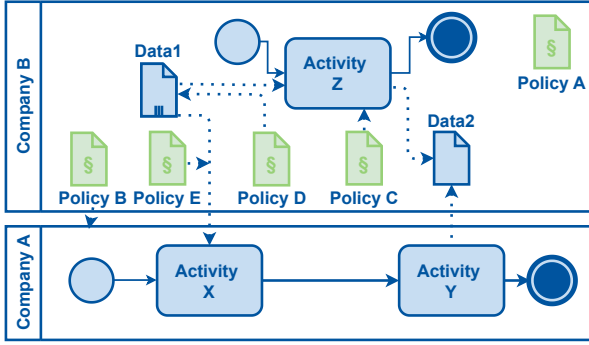 Company B
Data1
Activity
Z
§
Policy A
Data2
§
Policy B
§
Policy E
§
Policy D
§
Policy C
Company A
Activity
X
Activity
Y